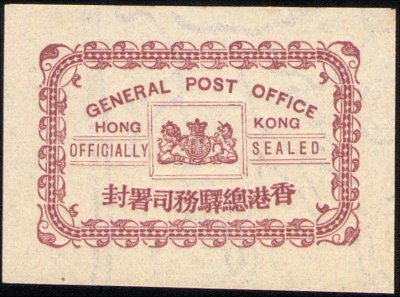 GENERAL POST OFFICE
HONG KONG
OFFICIALLY SEALED
香港總驛務司署封